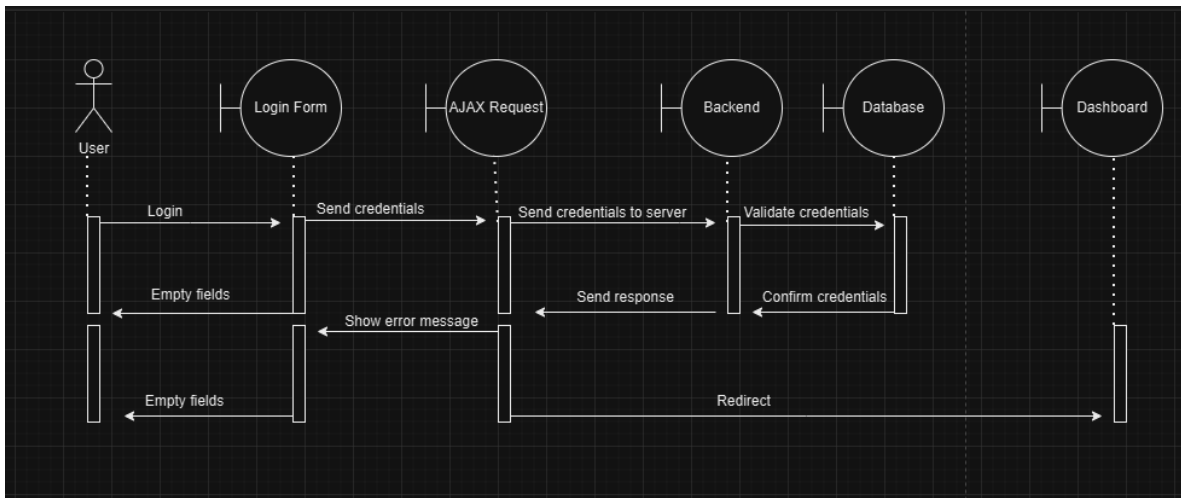 Login Form
AJAX Request
Backend
Database
Dashboard
User
Login
Send credentials
Send credentials to server
Validate credentials
Empty fields
Send response
Confirm credentials
Show error message
Empty fields
Redirect